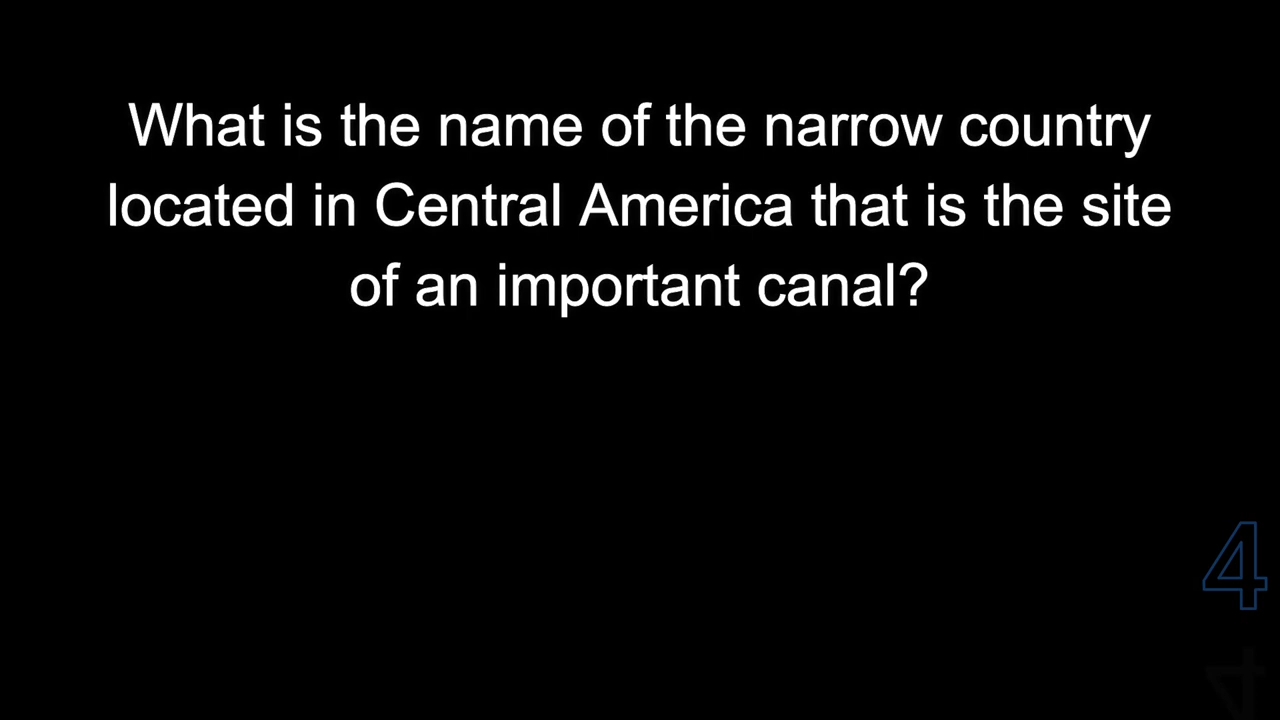 What is the name of the narrow country
located in Central America that is the site
of an important canal?
4